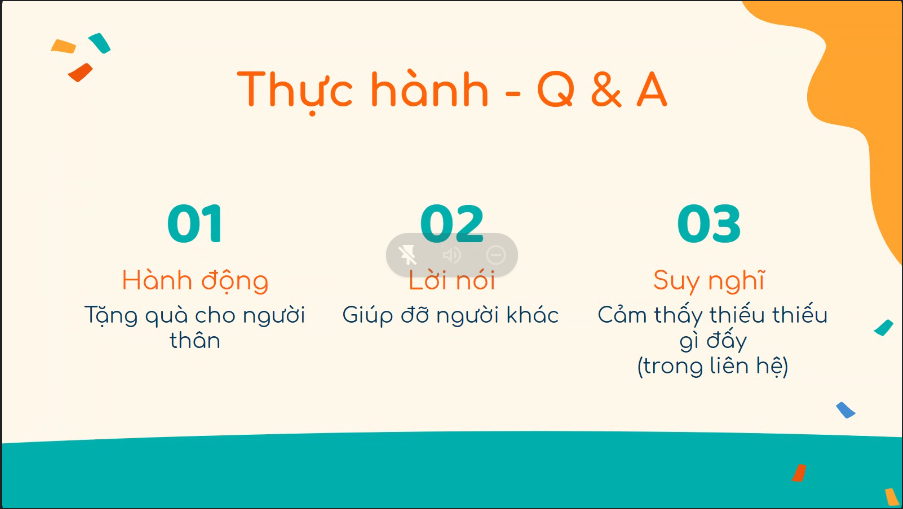 Thực hành - Q & A
01
Hành động
Tặng quà cho người
thân
02
Lời nói
Giúp đỡ người khác
03
Suy nghĩ
Cảm thấy thiếu thiếu
gì đấy
(trong liên hệ)